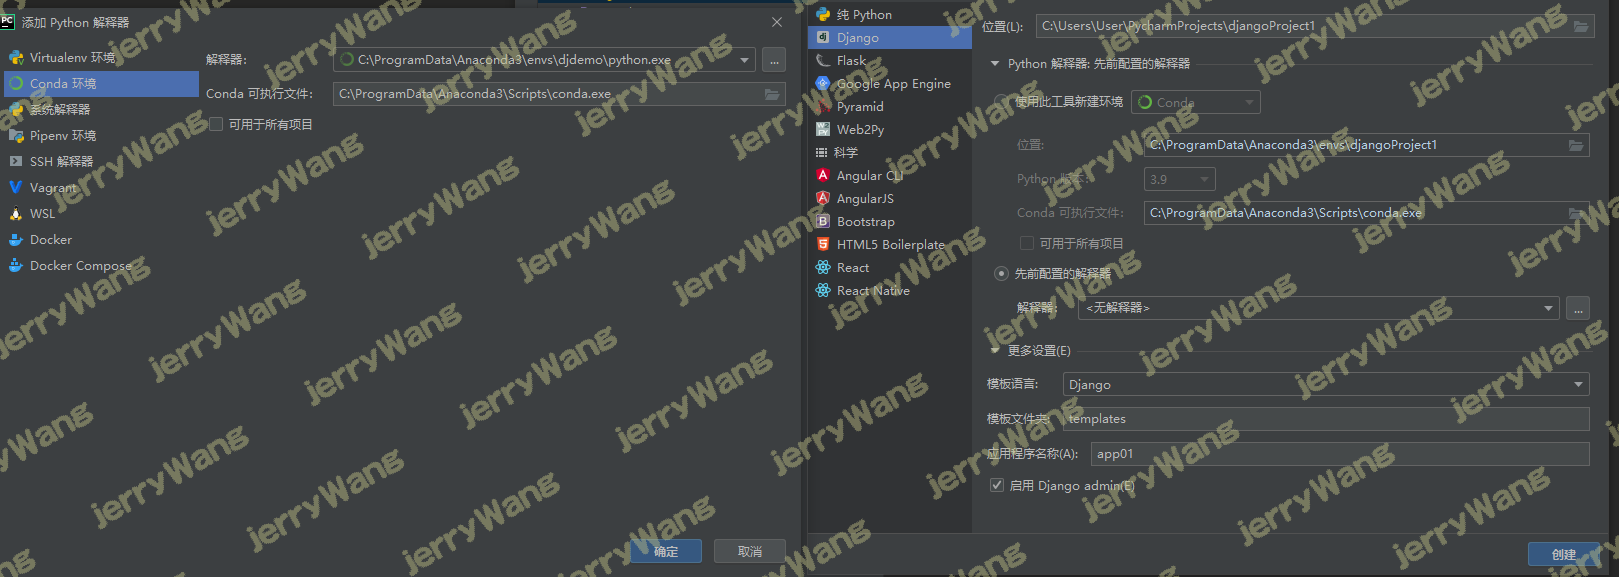 添加 Python 解释器
Virtualenv 环境
Conda 环境
系统解释器
Pipenv 环境
SSH 解释器
Vagrant
WSL
Docker
Docker Compose
解释器:
C:\ProgramData\Anaconda3\envs\djdemo\python.exe
...
Conda 可执行文件:
C:\ProgramData\Anaconda3\Scripts\conda.exe
可用于所有项目
确定
取消
纯 Python
Django
Flask
Google App Engine
Pyramid
Web2Py
科学
Angular CLI
AngularJS
Bootstrap
HTML5 Boilerplate
React
React Native
位置(L):
C:\Users\User\PycharmProjects\djangoProject1
Python 解释器: 先前配置的解释器
使用此工具新建环境
Conda
位置:
C:\ProgramData\Anaconda3\envs\djangoProject1
Python 版本:
3.9
Conda 可执行文件:
C:\ProgramData\Anaconda3\Scripts\conda.exe
可用于所有项目
先前配置的解释器
解释器:
<无解释器>
...
更多设置(E)
模板语言:
Django
模板文件夹:
templates
应用程序名称(A):
app01
启用 Django admin(E)
创建
jerryWang